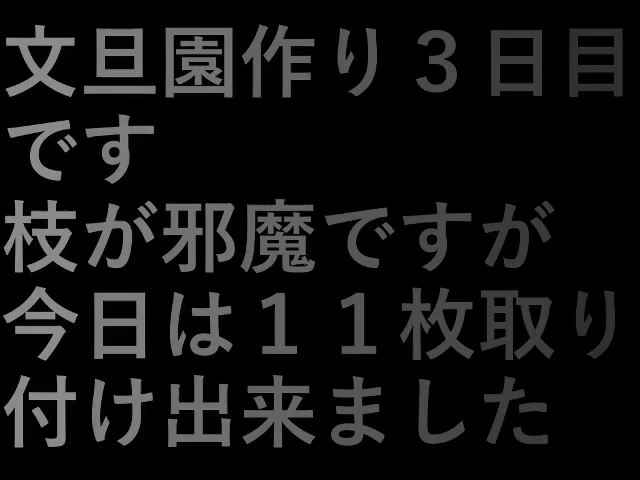 文旦園作り３日目
です
枝が邪魔ですが
今日は１１枚取り
付け出来ました